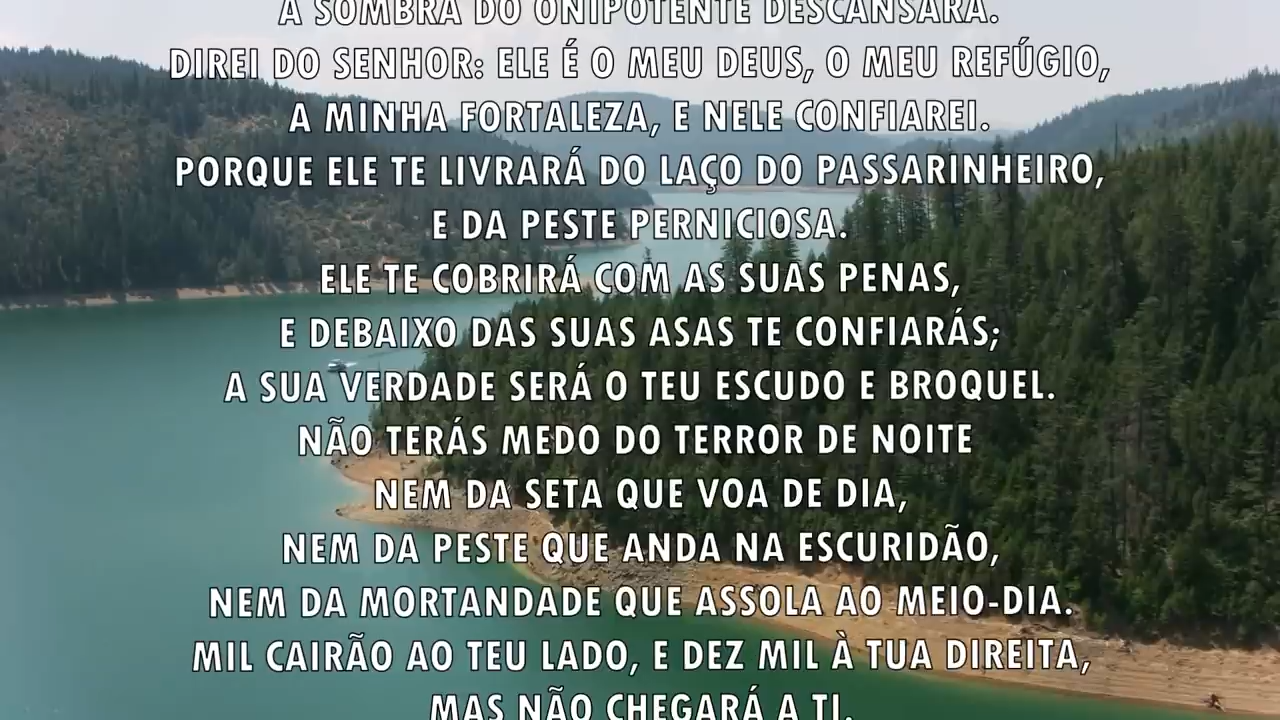 À SOMBRA DO ONIPOTENTE DESCANSARÁ.
DIREI DO SENHOR: ELE É O MEU DEUS, O MEU REFÚGIO,
A MINHA FORTALEZA, E NELE CONFIAREI.
PORQUE ELE TE LIVRARÁ DO LAÇO DO PASSARINHEIRO,
E DA PESTE PERNICIOSA.
ELE TE COBRIRÁ COM AS SUAS PENAS,
E DEBAIXO DAS SUAS ASAS TE CONFIARÁS;
A SUA VERDADE SERÁ O TEU ESCUDO E BROQUEL.
NÃO TERÁS MEDO DO TERROR DE NOITE
NEM DA SETA QUE VOA DE DIA,
NEM DA PESTE QUE ANDA NA ESCURIDÃO,
NEM DA MORTANDADE QUE ASSOLA AO MEIO-DIA.
MIL CAIRÃO AO TEU LADO, E DEZ MIL À TUA DIREITA,
MAS NÃO CHEGARÁ A TI.